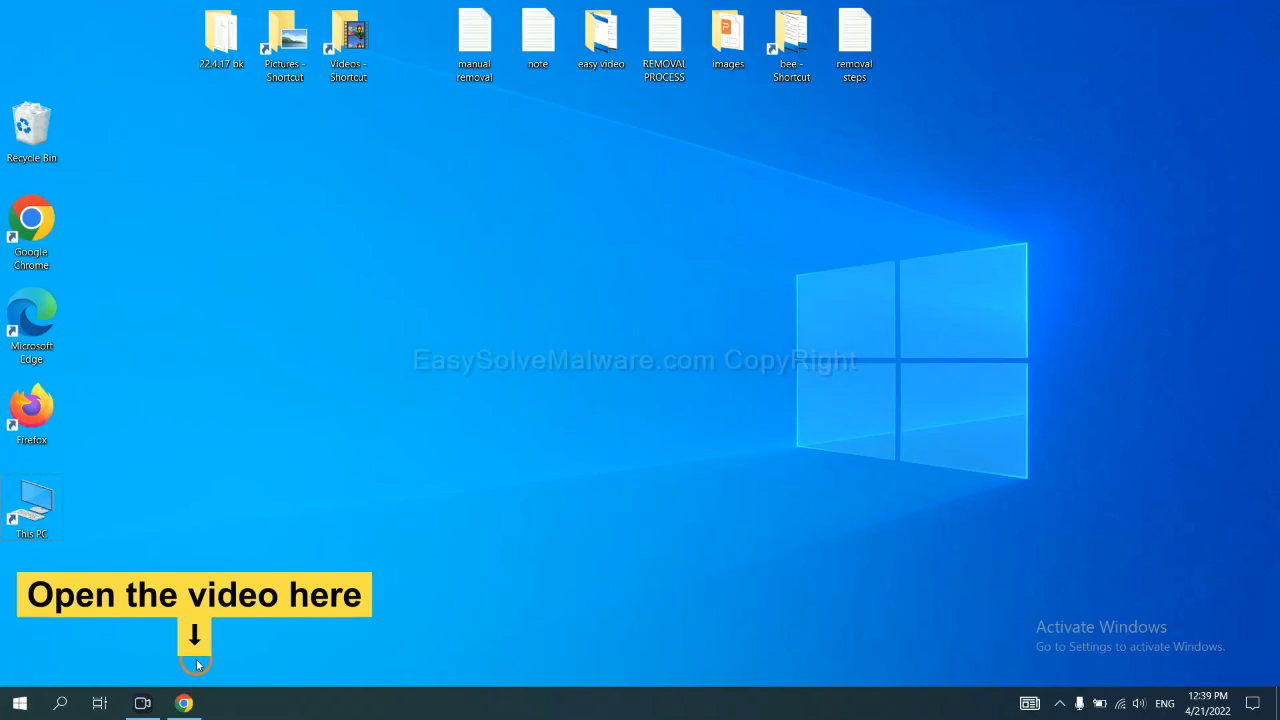 22.4.17 bk
Pictures -
Shortcut
Videos -
Shortcut
manual
removal
note
easy video
REMOVAL
PROCESS
images
bee -
Shortcut
removal
steps
Recycle Bin
Google
Chrome
Microsoft
Edge
Firefox
This PC
EasySolveMalware.com CopyRight
Open the video here
Activate Windows
Go to Settings to activate Windows.
ENG
12:39 PM
4/21/2022